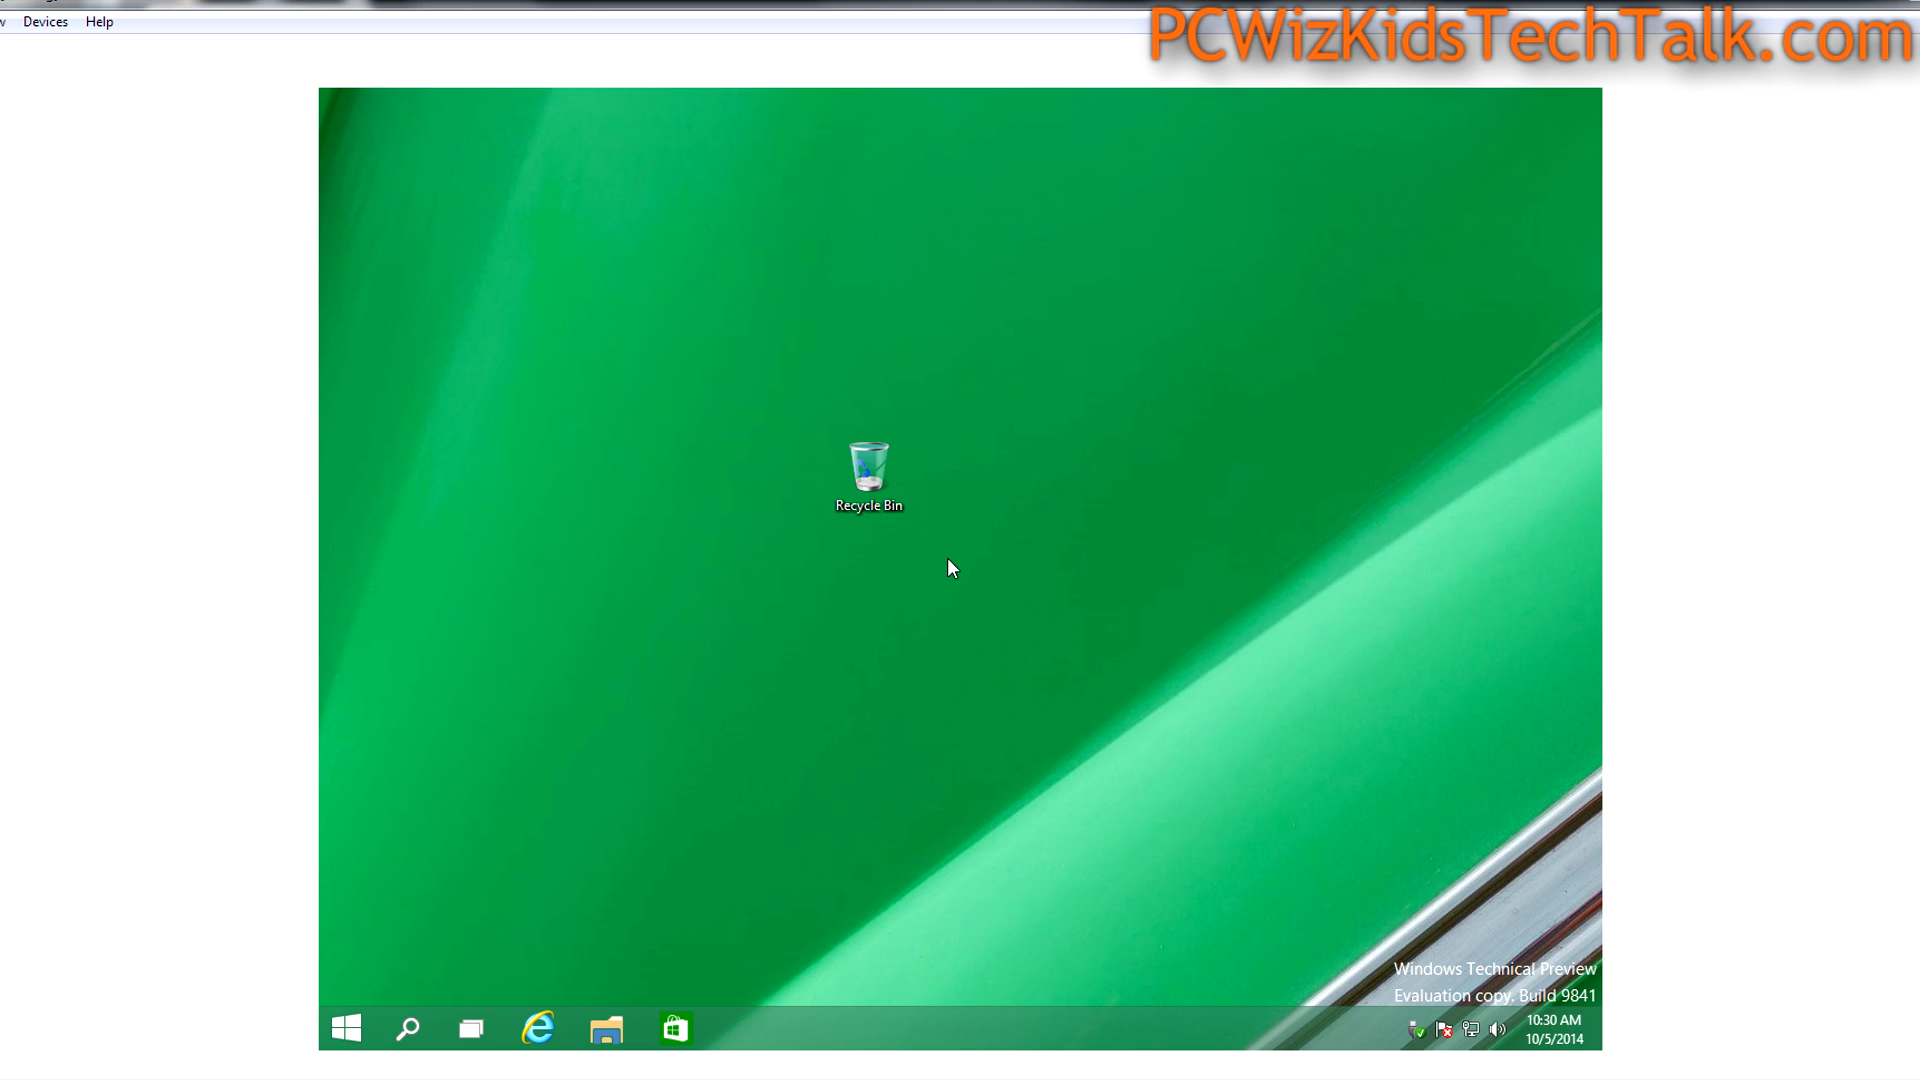 Devices Help
PCWizKidsTechTalk.com
Recycle Bin
Windows Technical Preview
Evaluation copy. Build 9841
10:30 AM
10/5/2014